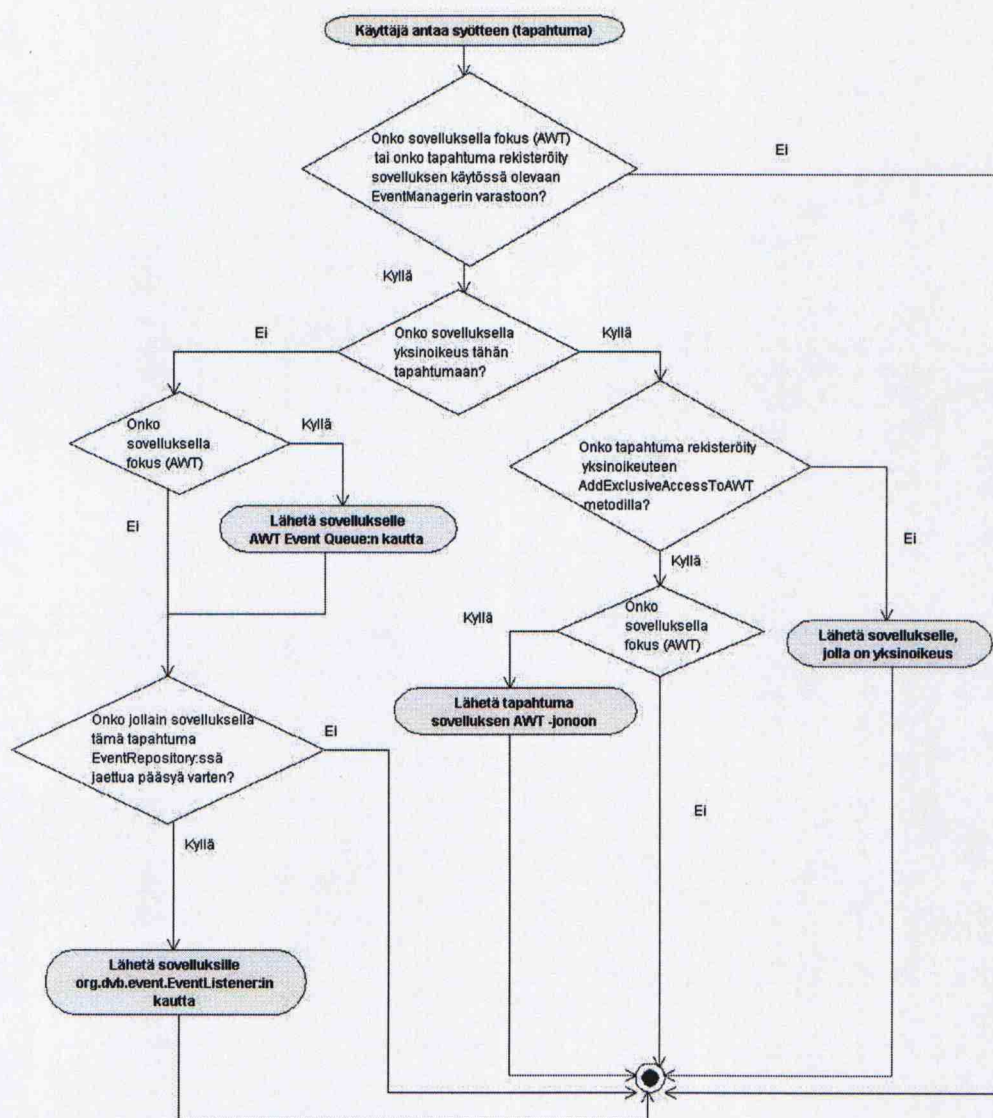 Käyttäjä antaa syötteen (tapahtuma)
Onko sovelluksella fokus (AWT)
tai onko tapahtuma rekisteröity
sovelluksen käytössä olevaan
EventManagerin varastoon?
Ei
Kyllä
Onko sovelluksella
yksinoikeus tähän
tapahtumaan?
Ei
Kyllä
Onko
sovelluksella
fokus (AWT)
Kyllä
Ei
Lähetä sovellukselle
AWT Event Queue:n kautta
Onko tapahtuma rekisteröity
yksinoikeuteen
AddExclusiveAccessToAWT
metodilla?
Ei
Kyllä
Onko
sovelluksella
fokus (AWT)
Kyllä
Lähetä sovellukselle,
jolla on yksinoikeus
Lähetä tapahtuma
sovelluksen AWT -jonoon
Ei
Onko jollain sovelluksella
tämä tapahtuma
EventRepository:ssä
jaettua pääsyä varten?
Ei
Kyllä
Lähetä sovelluksille
org.dvb.event.EventListener:in
kautta